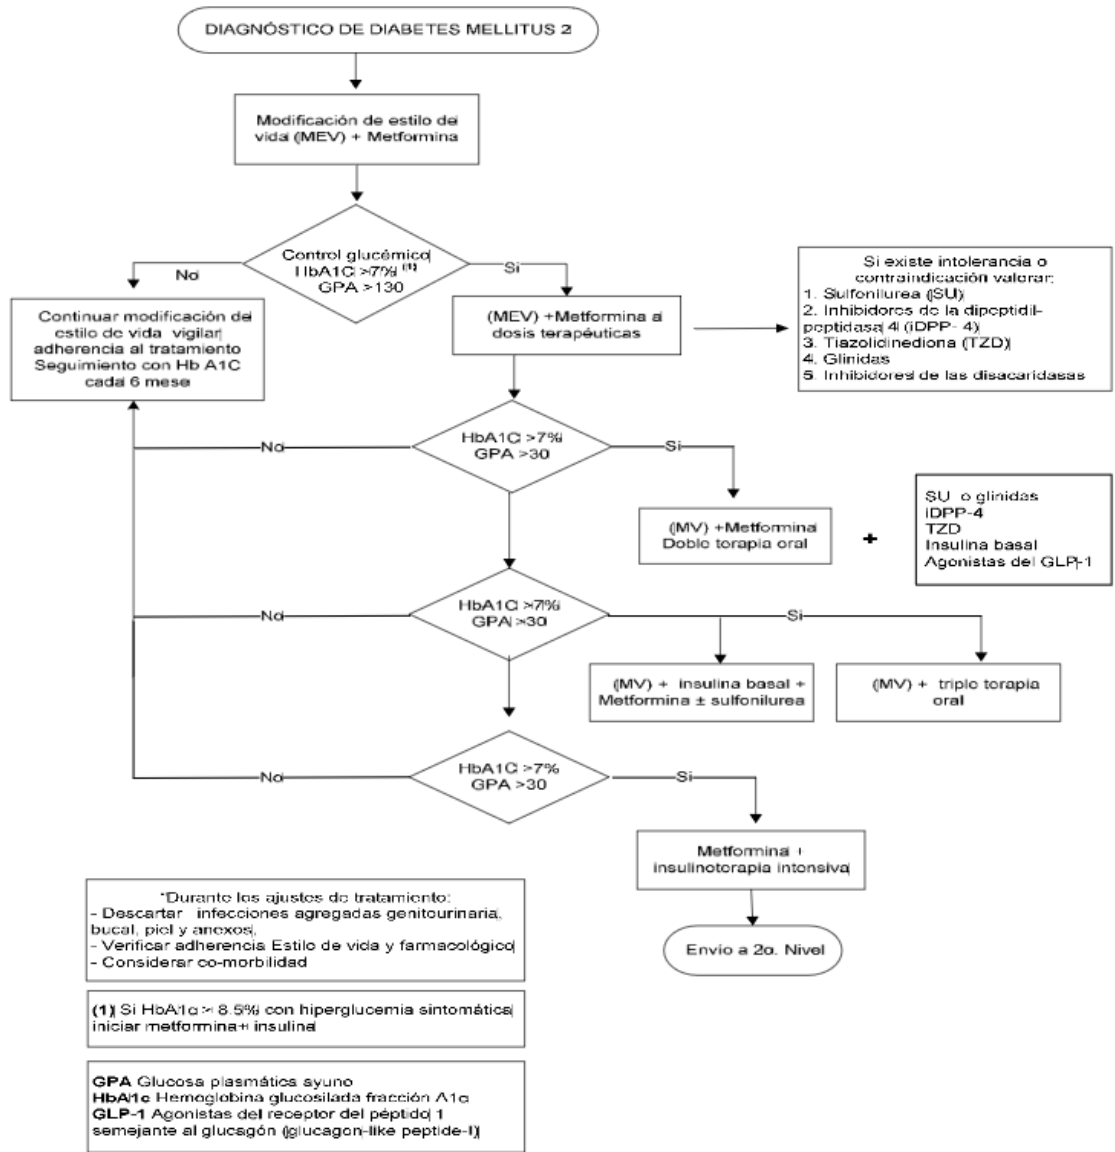 DIAGNÓSTICO DE DIABETES MELLITUS 2
Modificación de estilo de
vida (MEV) + Metformina
Control glucémico
HbA1C >7% (1)
GPA >130
No
Si
Continuar modificación de
estilo de vida vigilar
adherencia al tratamiento
Seguimiento con Hb A1C
cada 6 mese
(MEV) +Metformina a
dosis terapéuticas
Si existe intolerancia o
contraindicación valorar:
1. Sulfonilurea (SU)
2. Inhibidores de la dipeptidil-
peptidasa 4 (iDPP- 4)
3. Tiazolidinediona (TZD)
4. Glinidas
5. Inhibidores de las disacaridasas
HbA1C >7%
GPA >30
No
Si
(MV) +Metformina
Doble terapia oral
+
SU o glinidas
iDPP-4
TZD
Insulina basal
Agonistas del GLP-1
HbA1C >7%
GPA >30
No
Si
(MV) + insulina basal +
Metformina ± sulfonilurea
(MV) + triple terapia
oral
HbA1C >7%
GPA >30
No
Si
Metformina +
insulinoterapia intensiva
Envío a 2o. Nivel
*Durante los ajustes de tratamiento:
- Descartar infecciones agregadas genitourinaria,
bucal, piel y anexos,
- Verificar adherencia Estilo de vida y farmacológico
- Considerar co-morbilidad
(1) Si HbA1c > 8.5% con hiperglucemia sintomática
iniciar metformina+ insulina
GPA Glucosa plasmática ayuno
HbA1c Hemoglobina glucosilada fracción A1c
GLP-1 Agonistas del receptor del péptido 1
semejante al glucagón (glucagon-like peptide-I)